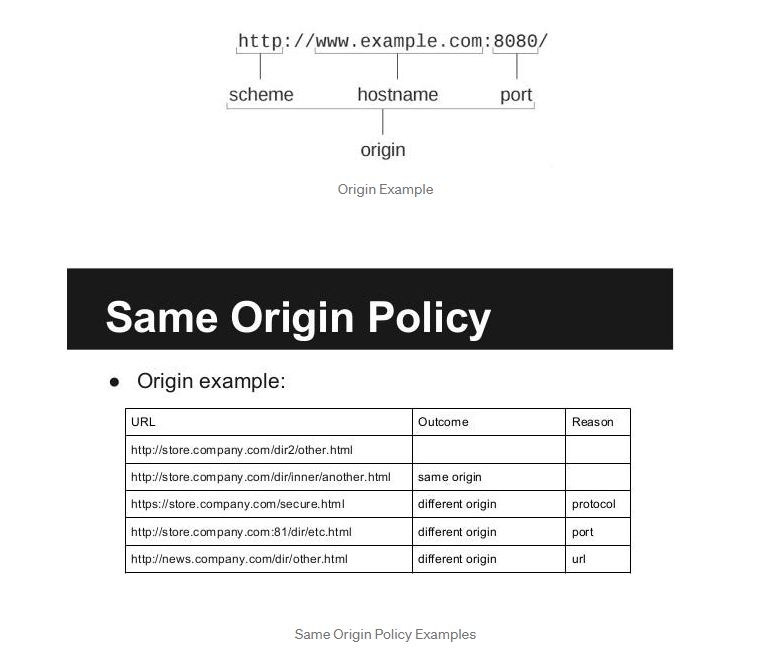 http://www.example.com:8080/
scheme hostname port
origin
Origin Example
Same Origin Policy
● Origin example:
URL Outcome Reason
http://store.company.com/dir2/other.html
http://store.company.com/dir/inner/another.html same origin
https://store.company.com/secure.html different origin protocol
http://store.company.com:81/dir/etc.html different origin port
http://news.company.com/dir/other.html different origin url
Same Origin Policy Examples